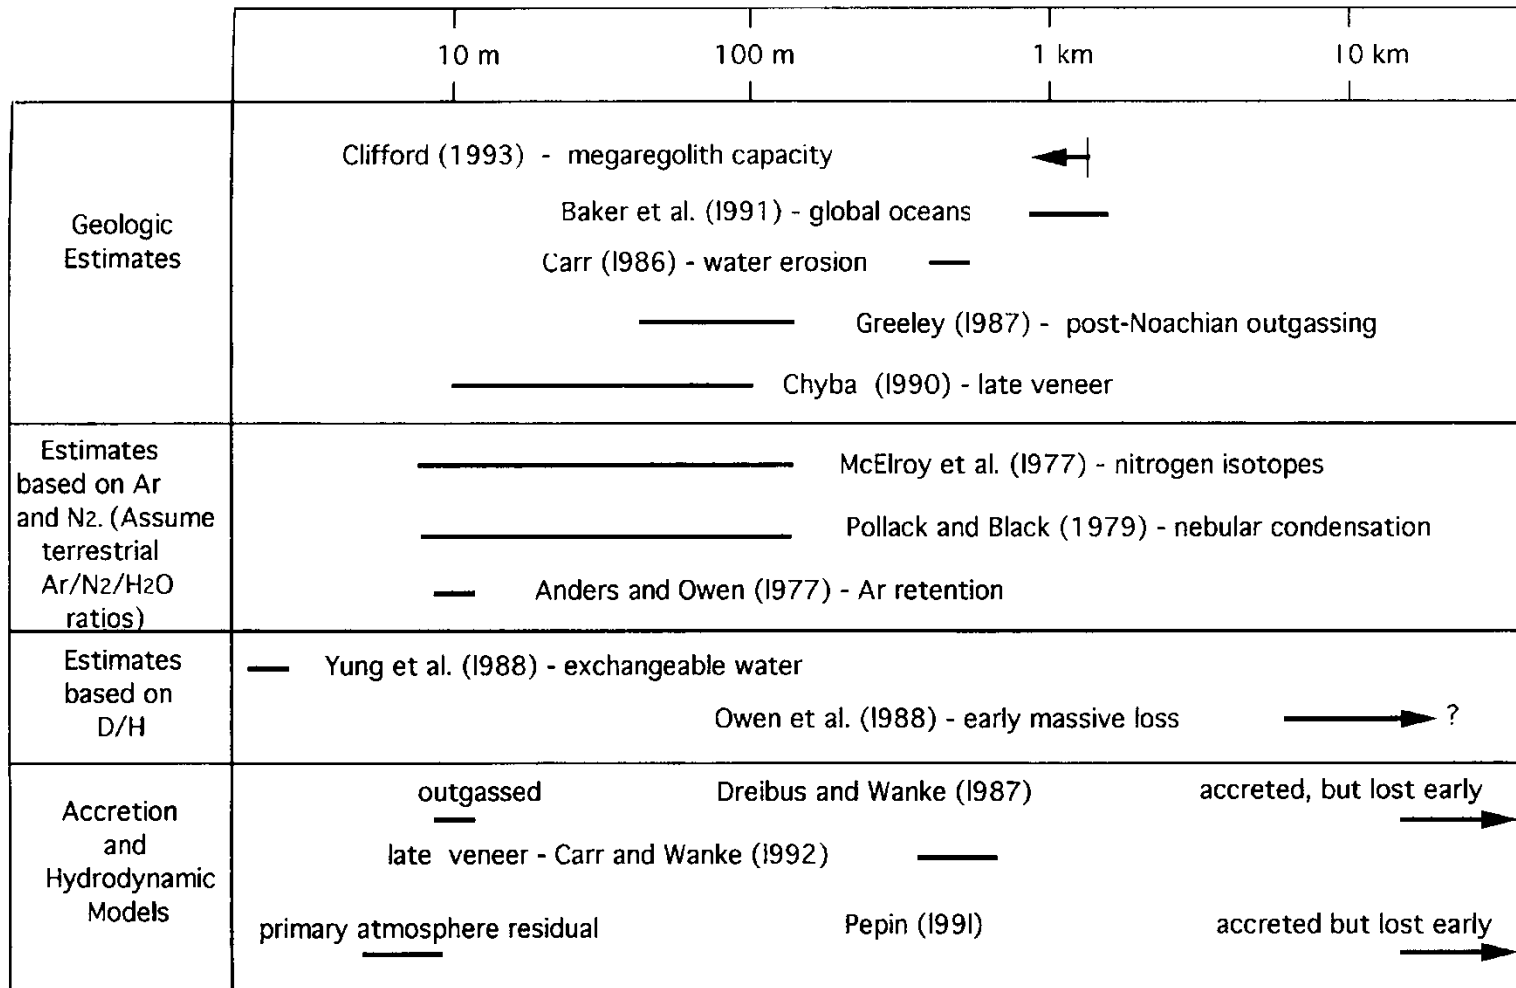 10 m 100 m 1 km 10 km
Geologic
Estimates
Clifford (1993) - megaregolith capacity
Baker et al. (1991) - global oceans
Carr (1986) - water erosion
Greeley (1987) - post-Noachian outgassing
Chyba (1990) - late veneer
Estimates
based on Ar
and N2. (Assume
terrestrial
Ar/N2/H2O
ratios)
McElroy et al. (1977) - nitrogen isotopes
Pollack and Black (1979) - nebular condensation
Anders and Owen (1977) - Ar retention
Estimates
based on
D/H
Yung et al. (1988) - exchangeable water
Owen et al. (1988) - early massive loss ?
Accretion
and
Hydrodynamic
Models
outgassed Dreibus and Wanke (1987) accreted, but lost early
late veneer - Carr and Wanke (1992)
primary atmosphere residual Pepin (1991) accreted but lost early